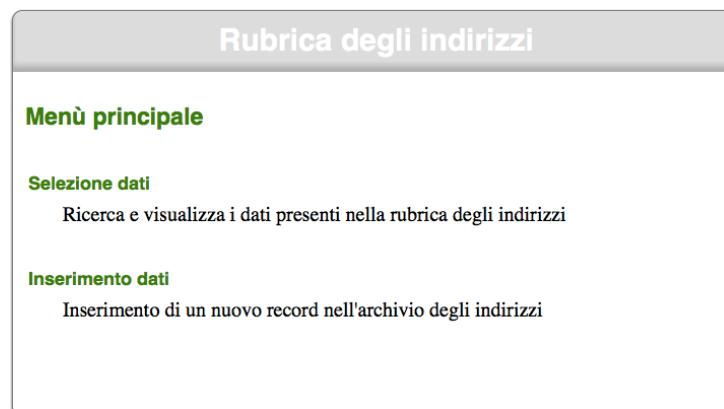 Rubrica degli indirizzi
Menù principale
Selezione dati
Ricerca e visualizza i dati presenti nella rubrica degli indirizzi
Inserimento dati
Inserimento di un nuovo record nell'archivio degli indirizzi